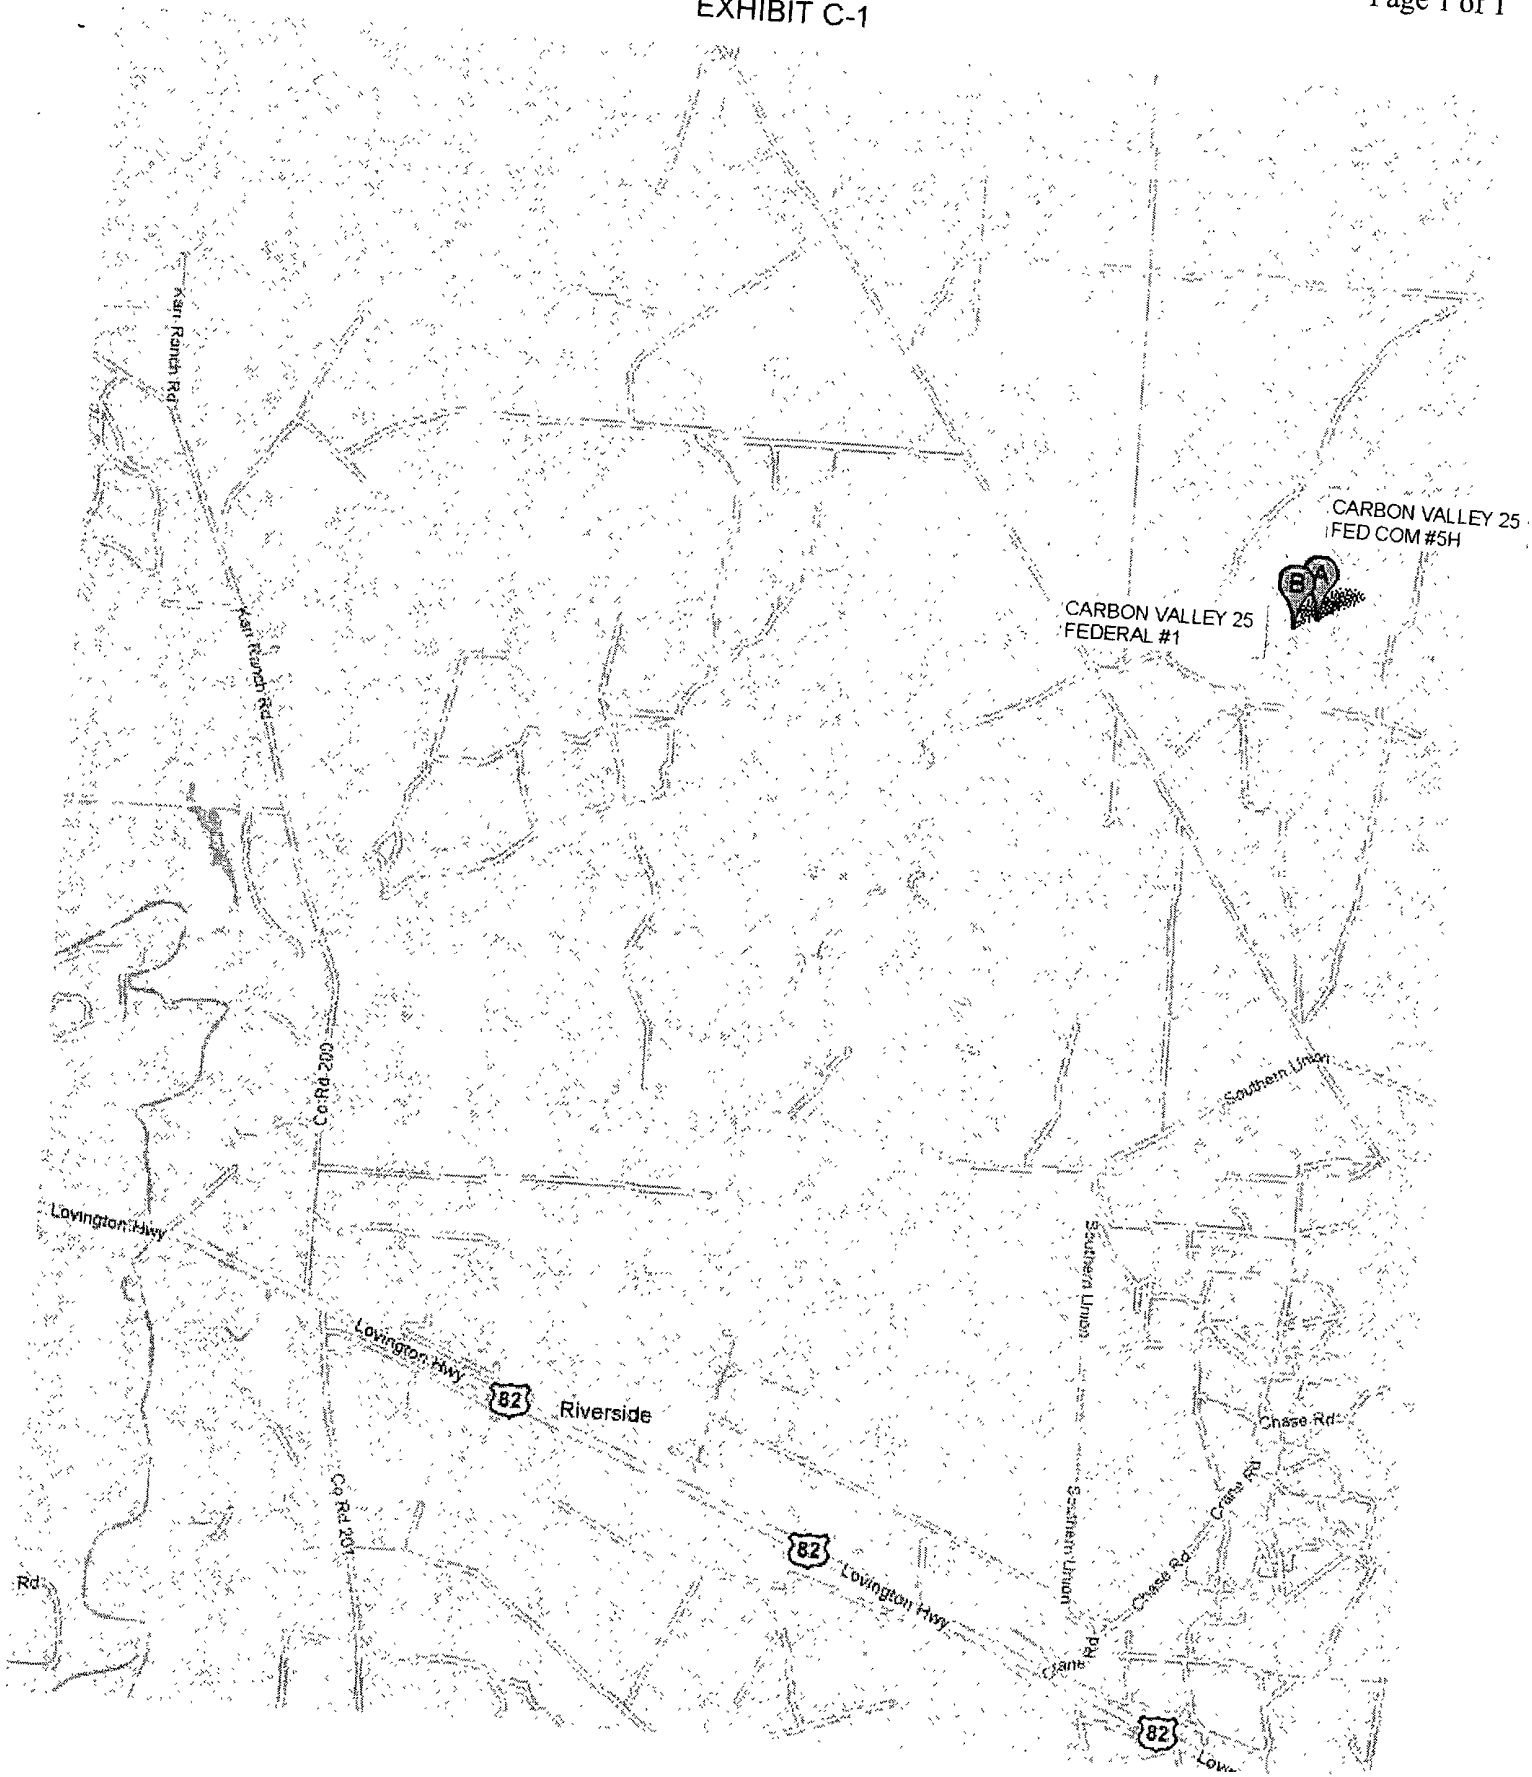 EXHIBIT C-1
Page 1 of 1
Karr Ranch Rd
CARBON VALLEY 25
FED COM #5H
B
A
CARBON VALLEY 25
FEDERAL #1
Karr Ranch Rd
Co Rd 200
Southern Union
Lovington Hwy
Southern Union
Lovington Hwy
82
Riverside
Chase Rd
Crane Rd
Co Rd 201
Southern Union
82
Chase Rd
Rd
Lovington Hwy
Crane Rd
82